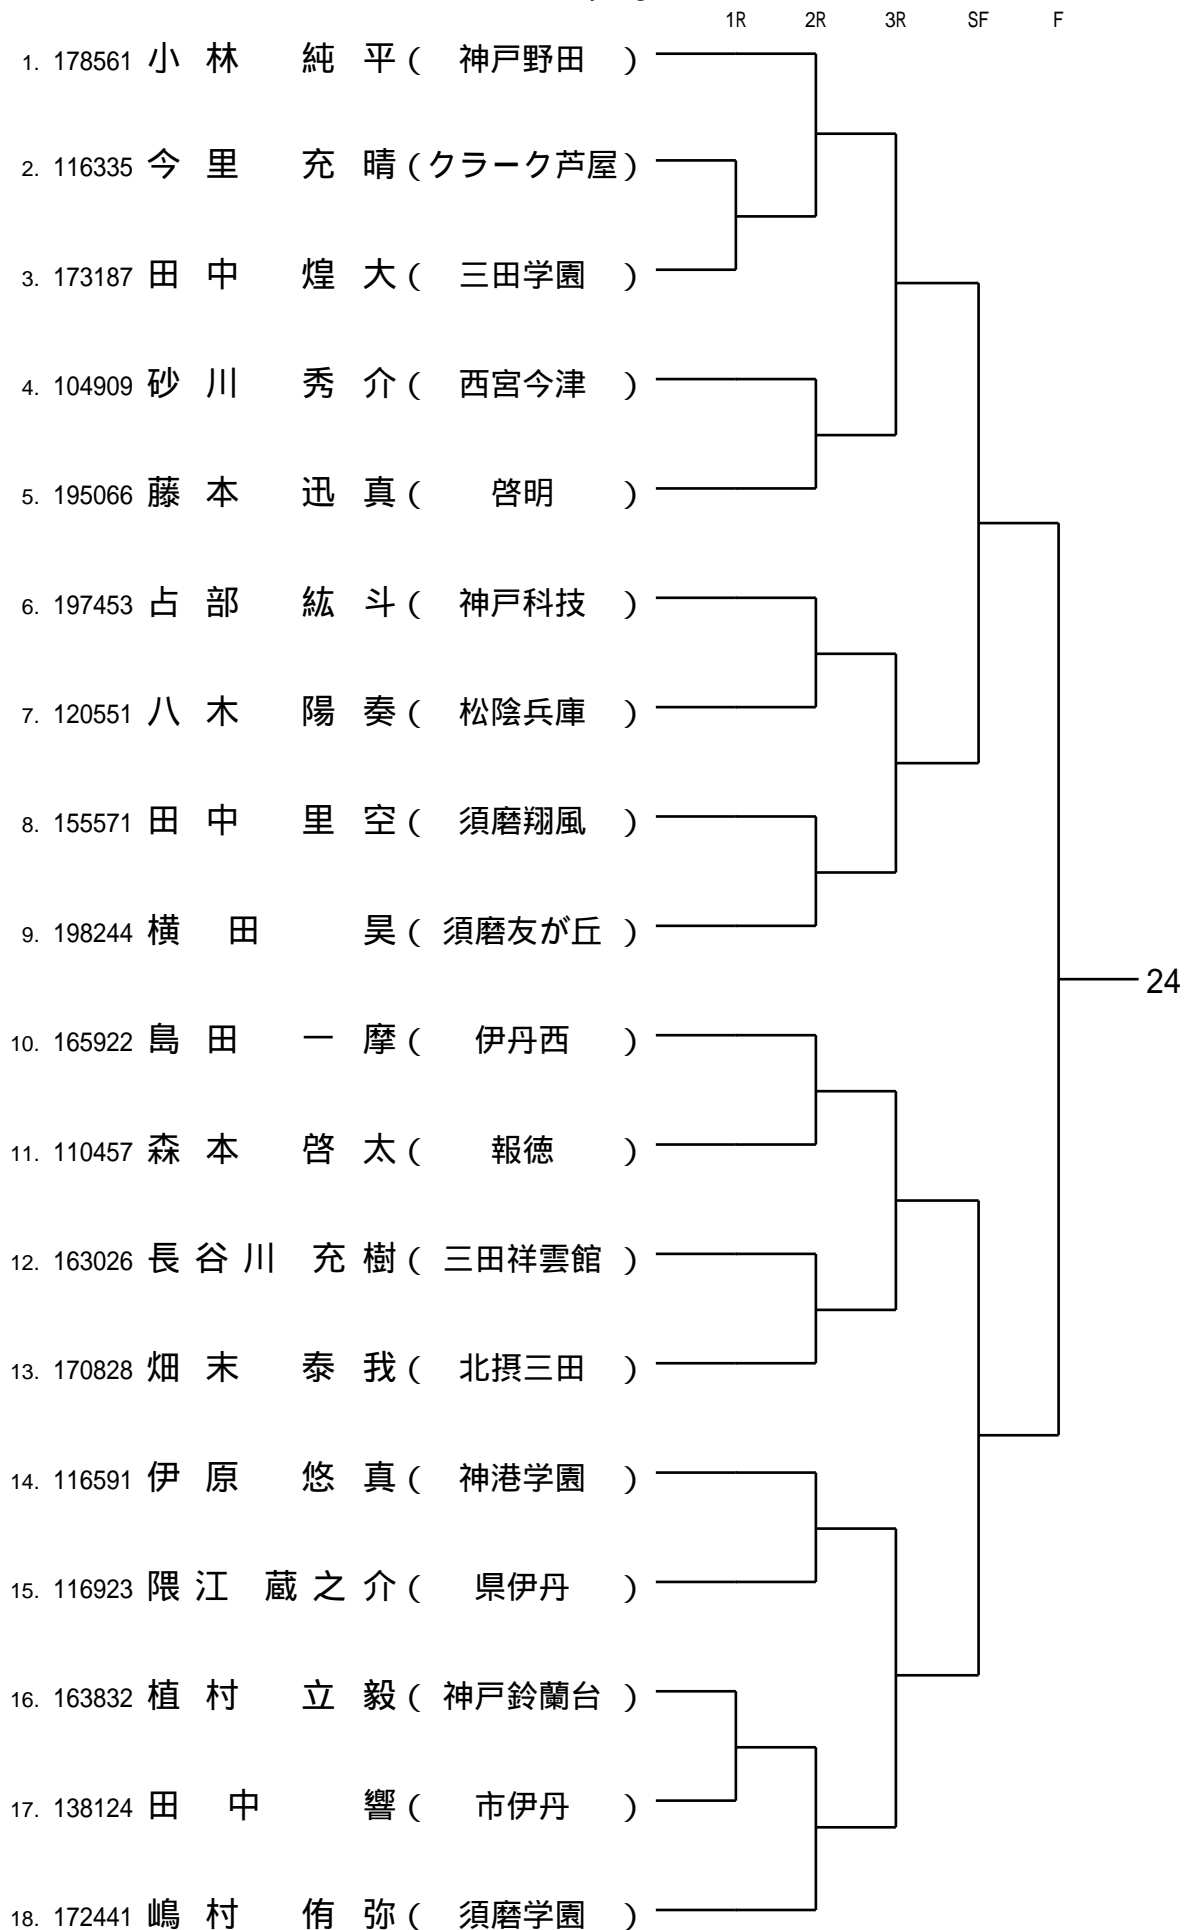 1R 2R 3R SF F
1. 178561 小林 純平 ( 神戸野田 )
2. 116335 今里 充晴 (クラーク芦屋)
3. 173187 田中 煌大 ( 三田学園 )
4. 104909 砂川 秀介 ( 西宮今津 )
5. 195066 藤本 迅真 ( 啓明 )
6. 197453 占部 紘斗 ( 神戸科技 )
7. 120551 八木 陽奏 ( 松陰兵庫 )
8. 155571 田中 里空 ( 須磨翔風 )
9. 198244 横田 昊 ( 須磨友が丘 )
24
10. 165922 島田 一摩 ( 伊丹西 )
11. 110457 森本 啓太 ( 報徳 )
12. 163026 長谷川 充樹 ( 三田祥雲館 )
13. 170828 畑末 泰我 ( 北摂三田 )
14. 116591 伊原 悠真 ( 神港学園 )
15. 116923 隈江 蔵之介 ( 県伊丹 )
16. 163832 植村 立毅 ( 神戸鈴蘭台 )
17. 138124 田中 響 ( 市伊丹 )
18. 172441 嶋村 侑弥 ( 須磨学園 )